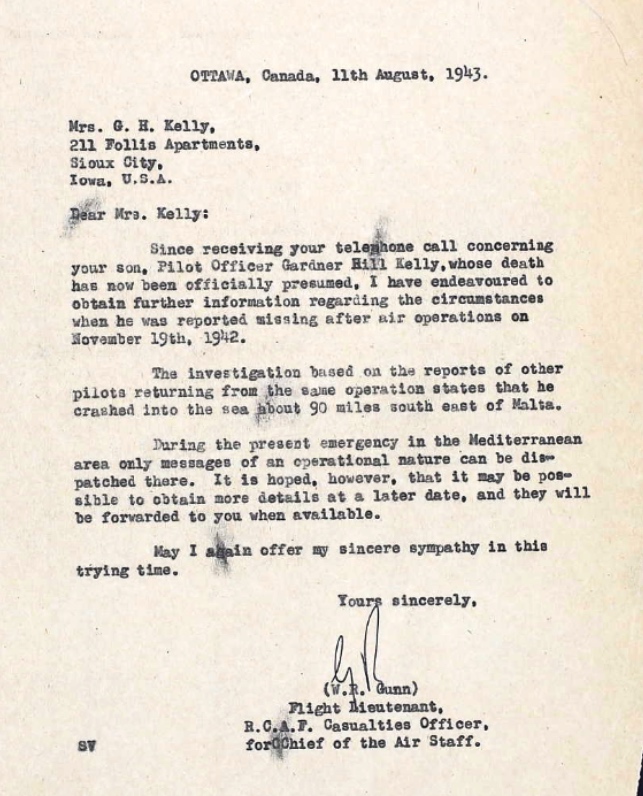 OTTAWA, Canada, 11th August, 1943.
Mrs. G. H. Kelly,
211 Follis Apartments,
Sioux City,
Iowa, U.S.A.
Dear Mrs. Kelly:
Since receiving your telephone call concerning
your son, Pilot Officer Gardner Hill Kelly,whose death
has now been officially presumed, I have endeavoured to
obtain further information regarding the circumstances
when he was reported missing after air operations on
November 19th, 1942.
The investigation based on the reports of other
pilots returning from the same operation states that he
crashed into the sea about 90 miles south east of Malta.
During the present emergency in the Mediterranean
area only messages of an operational nature can be dis-
patched there. It is hoped, however, that it may be pos-
sible to obtain more details at a later date, and they will
be forwarded to you when available.
May I again offer my sincere sympathy in this
trying time.
Yours sincerely,
(W.R. Gunn)
Flight Lieutenant,
R.C.A.F. Casualties Officer,
for Chief of the Air Staff.
SV